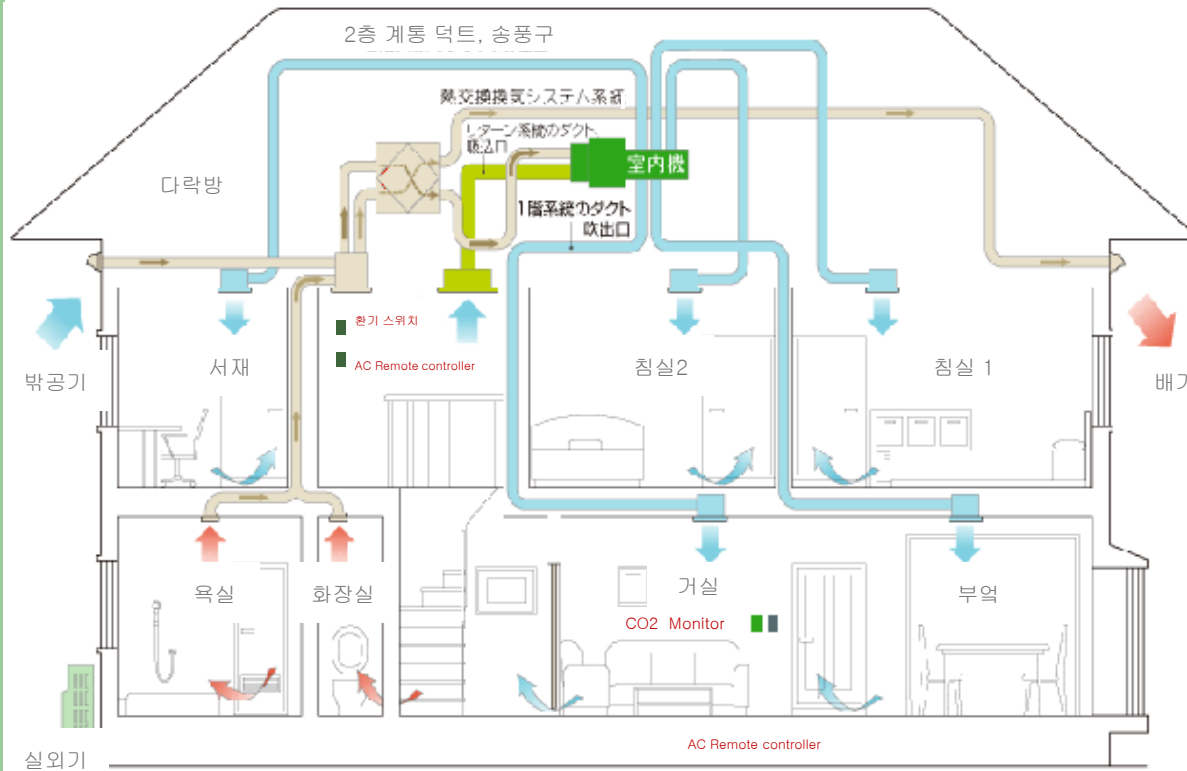 2층 계통 덕트, 송풍구
熱交換換気システム系統
リターン系統のダクト、
吸込口
室内機
다락방
1階系統のダクト
吹出口
환기 스위치
AC Remote controller
밖공기
서재
침실2
침실 1
배기
욕실
화장실
거실
부엌
CO2 Monitor
AC Remote controller
실외기